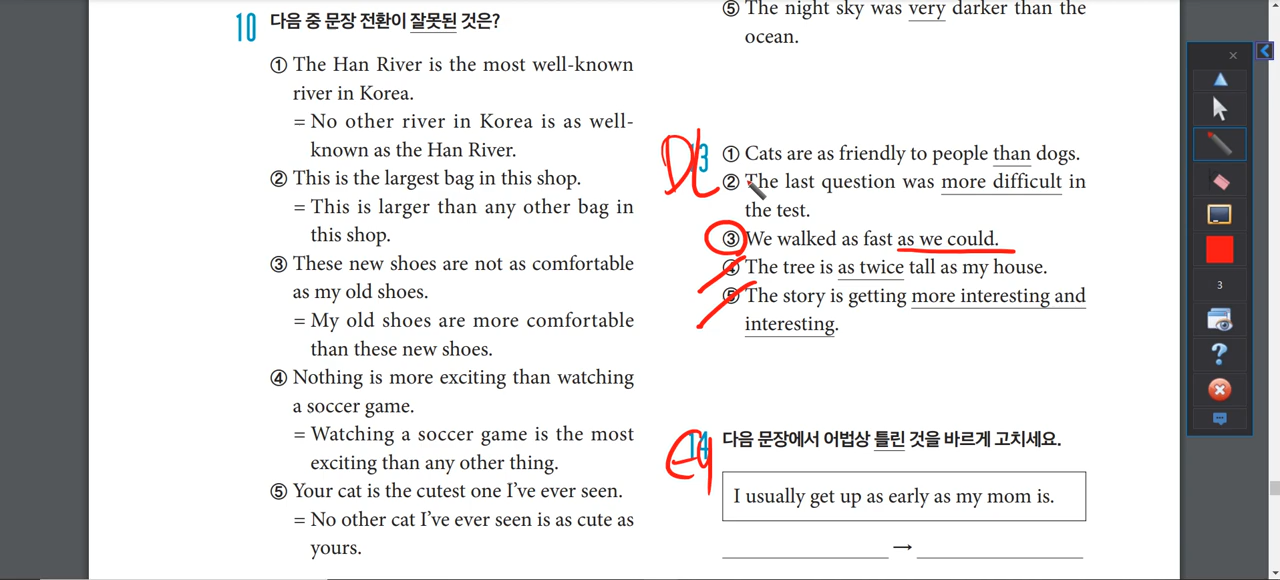 10 다음 중 문장 전환이 잘못된 것은?
① The Han River is the most well-known
river in Korea.
= No other river in Korea is as well-
known as the Han River.
② This is the largest bag in this shop.
= This is larger than any other bag in
this shop.
③ These new shoes are not as comfortable
as my old shoes.
= My old shoes are more comfortable
than these new shoes.
④ Nothing is more exciting than watching
a soccer game.
= Watching a soccer game is the most
exciting than any other thing.
⑤ Your cat is the cutest one I've ever seen.
= No other cat I've ever seen is as cute as
yours.
⑤ The night sky was very darker than the
ocean.
13
① Cats are as friendly to people than dogs.
② The last question was more difficult in
the test.
③ We walked as fast as we could.
④ The tree is as twice tall as my house.
⑤ The story is getting more interesting and
interesting.
14 다음 문장에서 어법상 틀린 것을 바르게 고치세요.
I usually get up as early as my mom is.
→
3
?